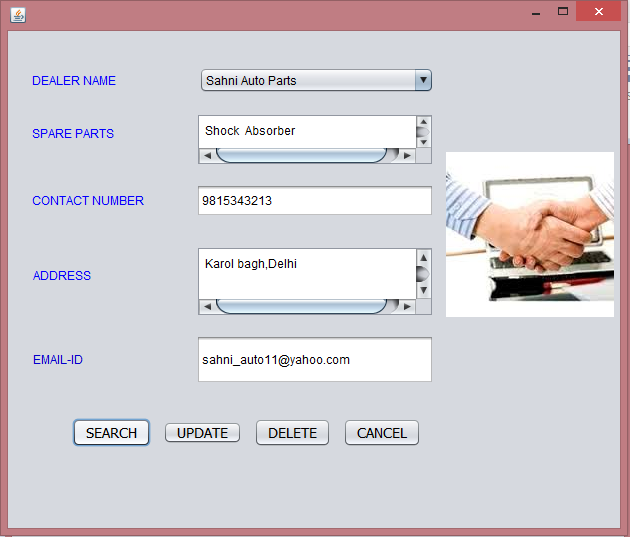 DEALER NAME
Sahni Auto Parts
SPARE PARTS
Shock Absorber
CONTACT NUMBER
9815343213
ADDRESS
Karol bagh,Delhi
EMAIL-ID
sahni_auto11@yahoo.com
SEARCH UPDATE DELETE CANCEL